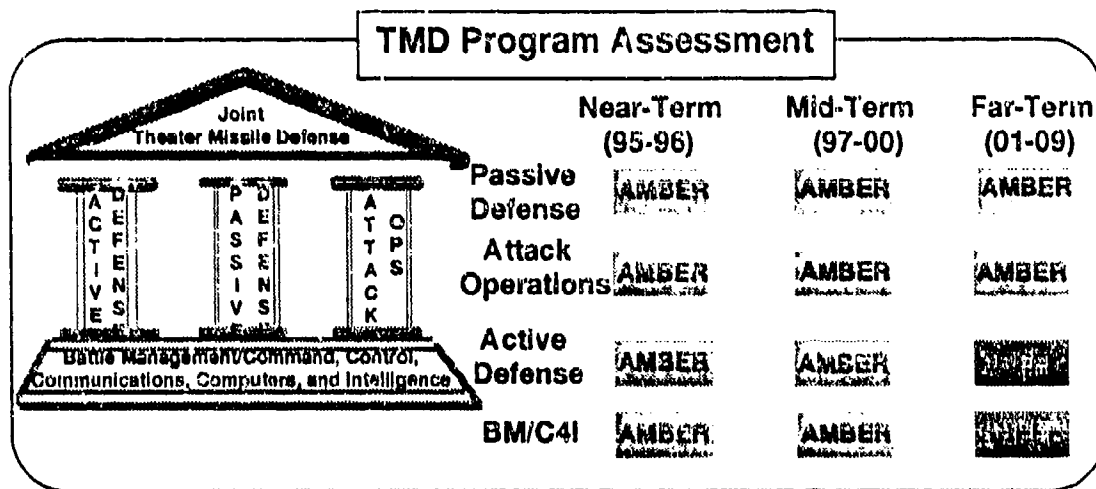 TMD Program Assessment
Joint
Theater Missile Defense
ACTIVE DEFENSE
PASSIVE DEFENSE
ATTACK OPS
Battle Management/Command, Control,
Communications, Computers, and Intelligence
Near-Term Mid-Term Far-Term
(95-96) (97-00) (01-09)
Passive
Defense AMBER AMBER AMBER
Attack
Operations AMBER AMBER AMBER
Active
Defense AMBER AMBER
BM/C4I AMBER AMBER